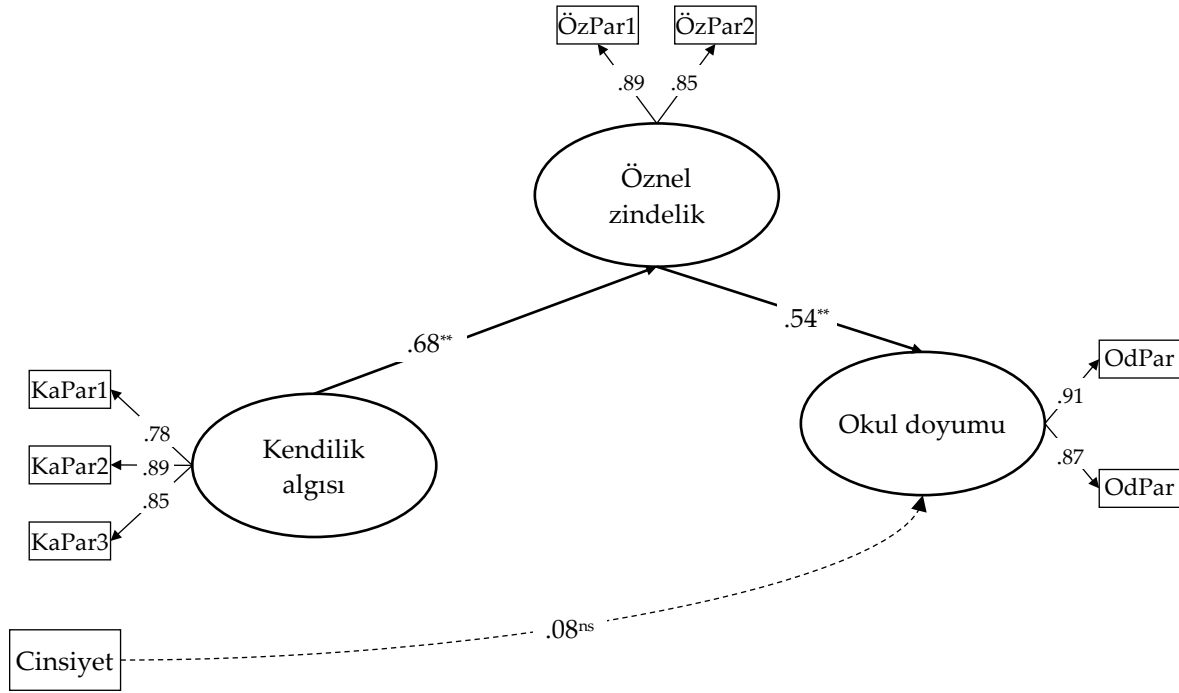 ÖzPar1
ÖzPar2
.89
.85
Öznel
zindelik
.68**
.54**
KaPar1
KaPar2
KaPar3
.78
.89
.85
Kendilik
algısı
Okul doyumu
.91
.87
OdPar
OdPar
.08ns
Cinsiyet